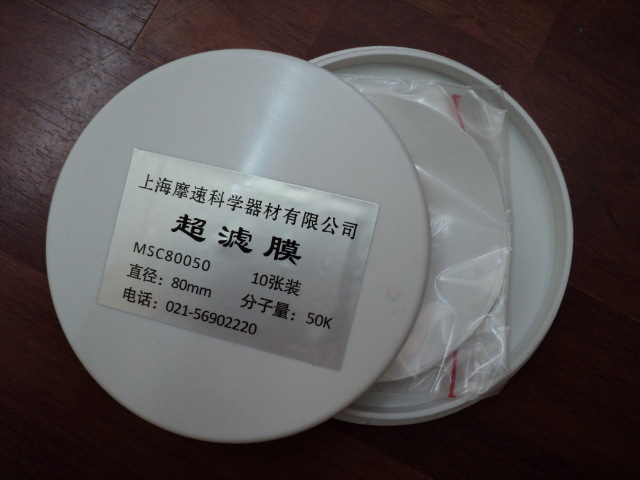 上海摩速科学器材有限公司
超滤膜
MSC80050 10张装
直径：80mm 分子量：50K
电话：021-56902220